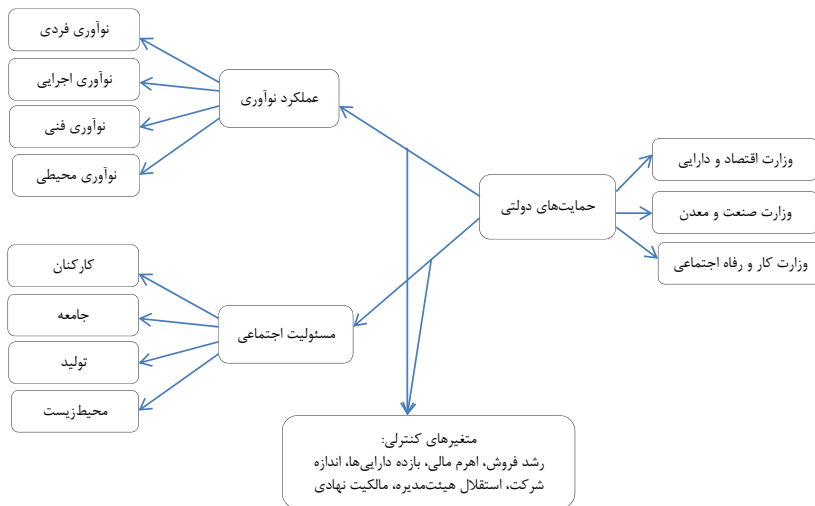 نوآوری فردی
نوآوری اجرایی
نوآوری فنی
نوآوری محیطی
عملکرد نوآوری
حمایت‌های دولتی
وزارت اقتصاد و دارایی
وزارت صنعت و معدن
وزارت کار و رفاه اجتماعی
کارکنان
جامعه
تولید
محیط‌زیست
مسئولیت اجتماعی
متغیرهای کنترلی:
رشد فروش، اهرم مالی، بازده دارایی‌ها، اندازه
شرکت، استقلال هیئت‌مدیره، مالکیت نهادی